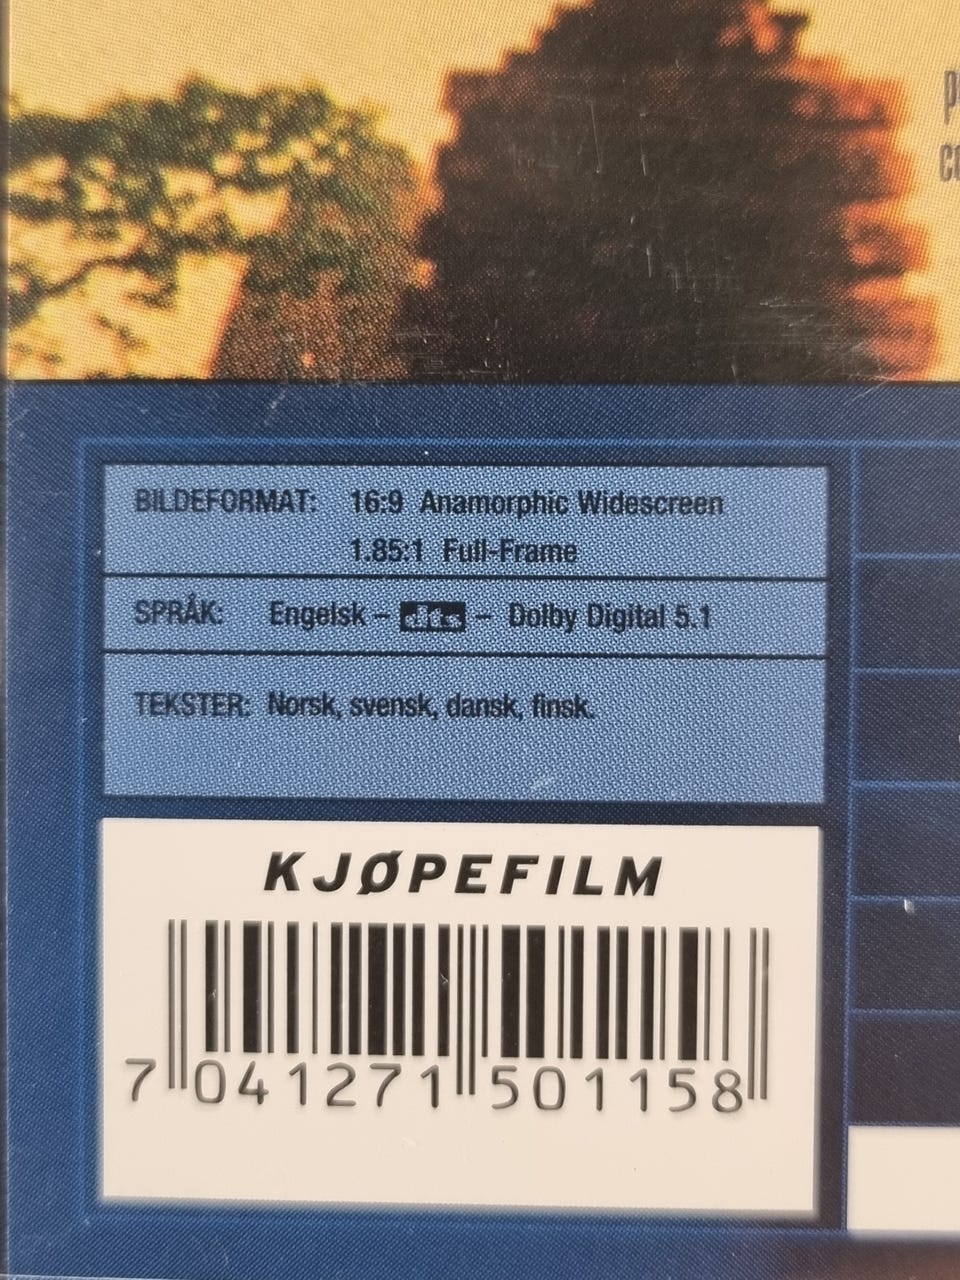 BILDEFORMAT: 16:9 Anamorphic Widescreen
1.85:1 Full-Frame
SPRÅK: Engelsk – dts – Dolby Digital 5.1
TEKSTER: Norsk, svensk, dansk, finsk.
KJØPEFILM
7 041271 501158